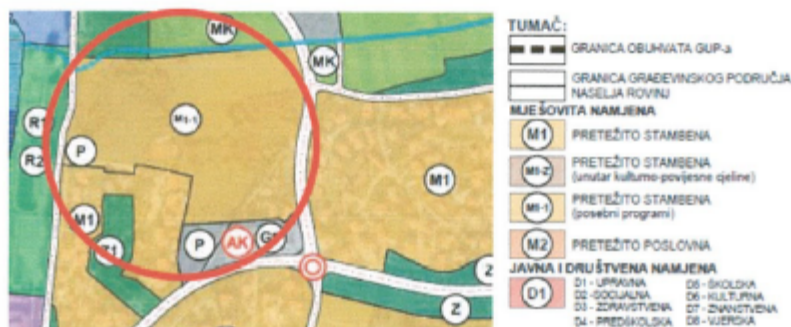 MK
MK
R1
M1-1
P
R2
M1
M1
Z1
P
AK
Z
Z
TUMAČ:
GRANICA OBUHVATA GUP-a
GRANICA GRAĐEVINSKOG PODRUČJA
NASELJA ROVINJ
MJEŠOVITA NAMJENA
M1 PRETEŽITO STAMBENA
M1-Z PRETEŽITO STAMBENA
(unutar kulturno-povijesne cjeline)
M1-1 PRETEŽITO STAMBENA
(posebni programi)
M2 PRETEŽITO POSLOVNA
JAVNA I DRUŠTVENA NAMJENA
D1
D1 - UPRAVNA
D2 - SOCIJALNA
D3 - ZDRAVSTVENA
D4 - PREDŠKOLSKA
D5 - ŠKOLSKA
D6 - KULTURNA
D7 - ZNANSTVENA
D8 - VJERSKA